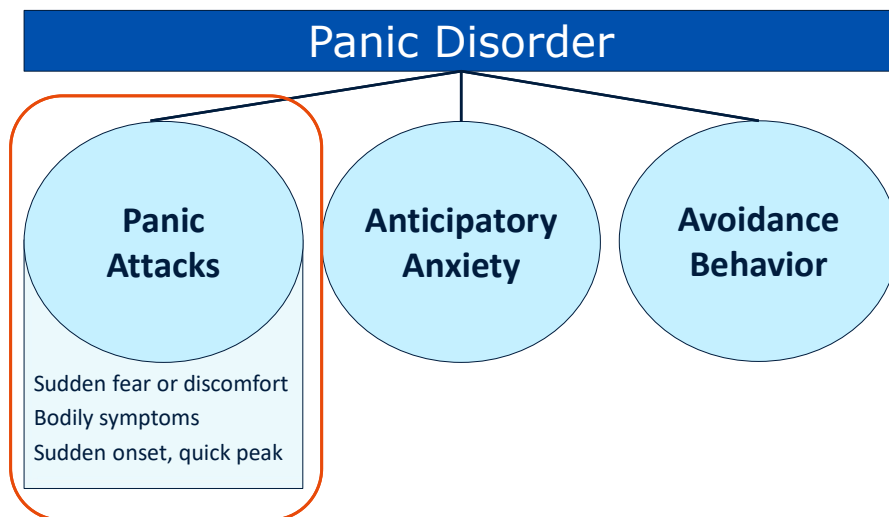 Panic Disorder
Panic
Attacks
Anticipatory
Anxiety
Avoidance
Behavior
Sudden fear or discomfort
Bodily symptoms
Sudden onset, quick peak